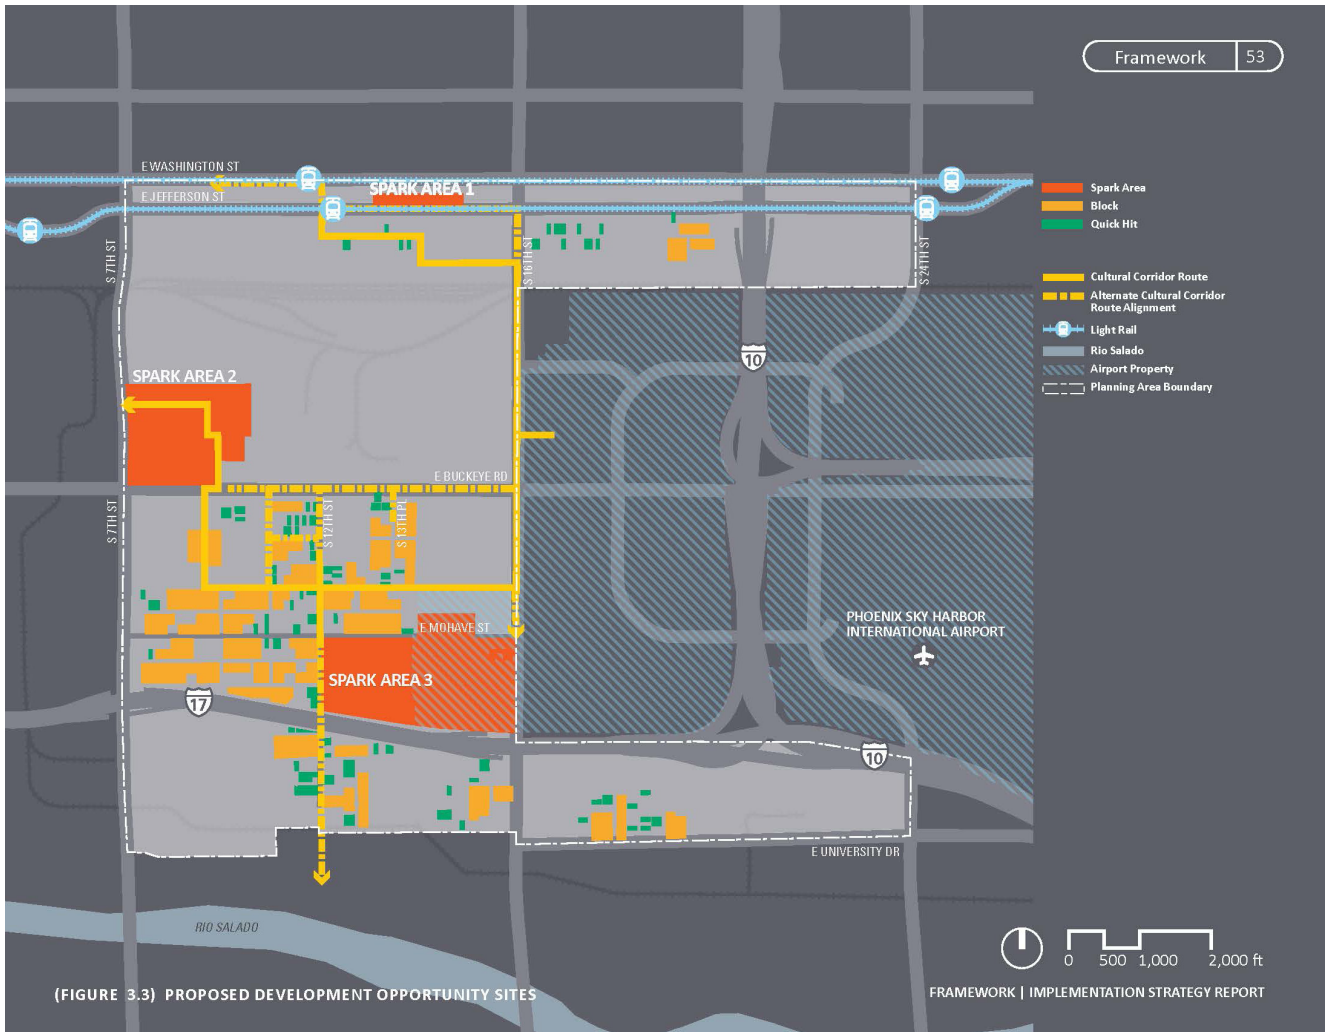 Framework 53
E WASHINGTON ST
E JEFFERSON ST
SPARK AREA 1
Spark Area
Block
Quick Hit
S 7TH ST
S 16TH ST
S 24TH ST
Cultural Corridor Route
Alternate Cultural Corridor
Route Alignment
Light Rail
Rio Salado
Airport Property
Planning Area Boundary
10
SPARK AREA 2
E BUCKEYE RD
S 7TH ST
S 12TH ST
S 13TH PL
PHOENIX SKY HARBOR
INTERNATIONAL AIRPORT
E MOHAVE ST
SPARK AREA 3
17
10
E UNIVERSITY DR
RIO SALADO
0 500 1,000 2,000 ft
(FIGURE 3.3) PROPOSED DEVELOPMENT OPPORTUNITY SITES
FRAMEWORK | IMPLEMENTATION STRATEGY REPORT